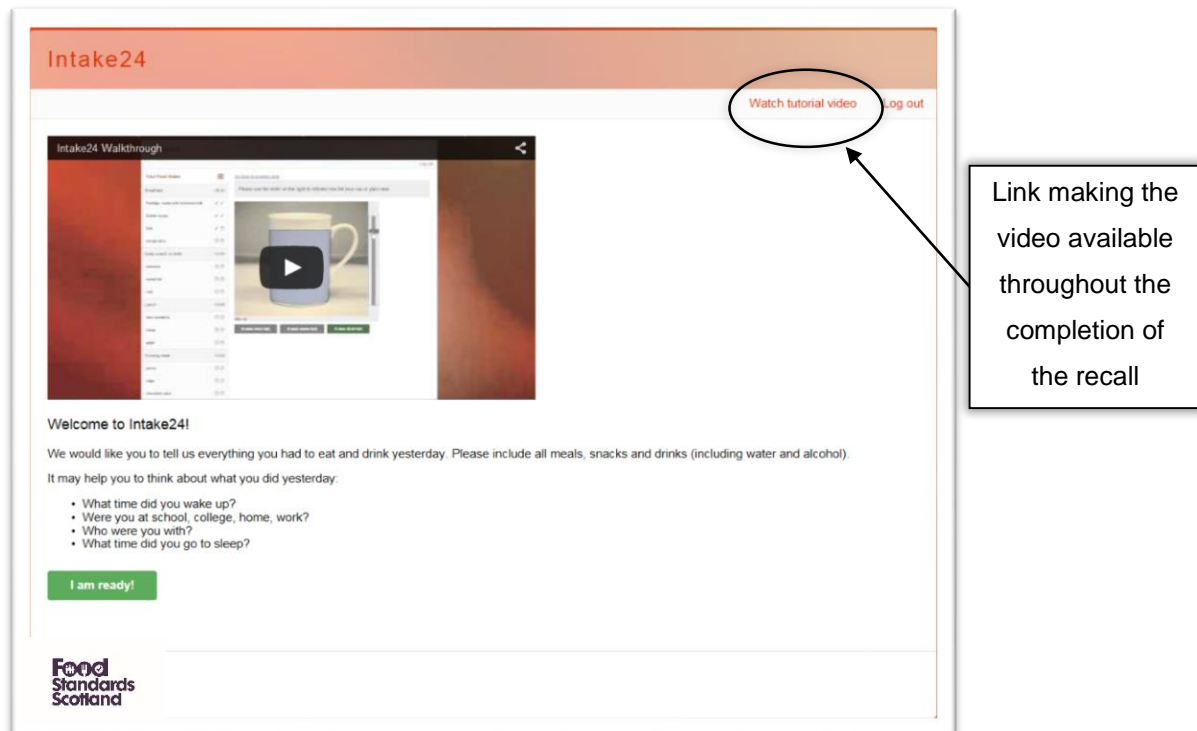 Intake24
Watch tutorial video
Log out
Intake24 Walkthrough
Link making the
video available
throughout the
completion of
the recall
Welcome to Intake24!
We would like you to tell us everything you had to eat and drink yesterday. Please include all meals, snacks and drinks (including water and alcohol).
It may help you to think about what you did yesterday:
• What time did you wake up?
• Were you at school, college, home, work?
• Who were you with?
• What time did you go to sleep?
I am ready!
Food
Standards
Scotland